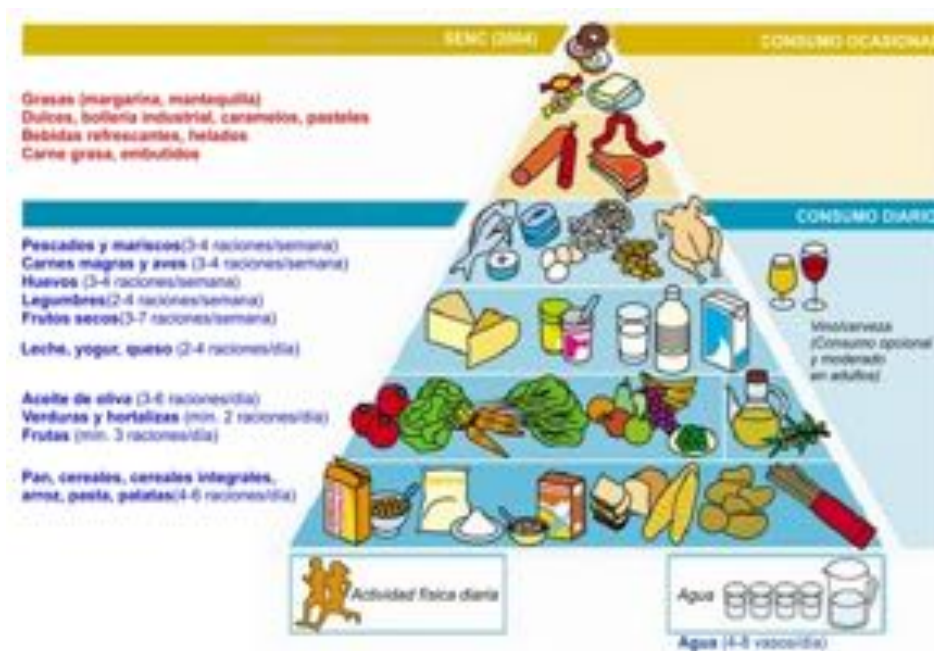 SENC (2004)
CONSUMO OCASIONAL
Grasas (margarina, mantequilla)
Dulces, bollería industrial, caramelos, pasteles
Bebidas refrescantes, helados
Carne grasa, embutidos
CONSUMO DIARIO
Pescados y mariscos(3-4 raciones/semana)
Carnes magras y aves (3-4 raciones/semana)
Huevos (3-4 raciones/semana)
Legumbres(2-4 raciones/semana)
Frutos secos(3-7 raciones/semana)
Leche, yogur, queso (2-4 raciones/día)
Vino/cerveza
(Consumo opcional
y moderado
en adultos)
Aceite de oliva (3-6 raciones/día)
Verduras y hortalizas (min. 2 raciones/día)
Frutas (min. 3 raciones/día)
Pan, cereales, cereales integrales,
arroz, pasta, patatas(4-6 raciones/día)
Actividad física diaria
Agua
Agua (4-8 vasos/día)